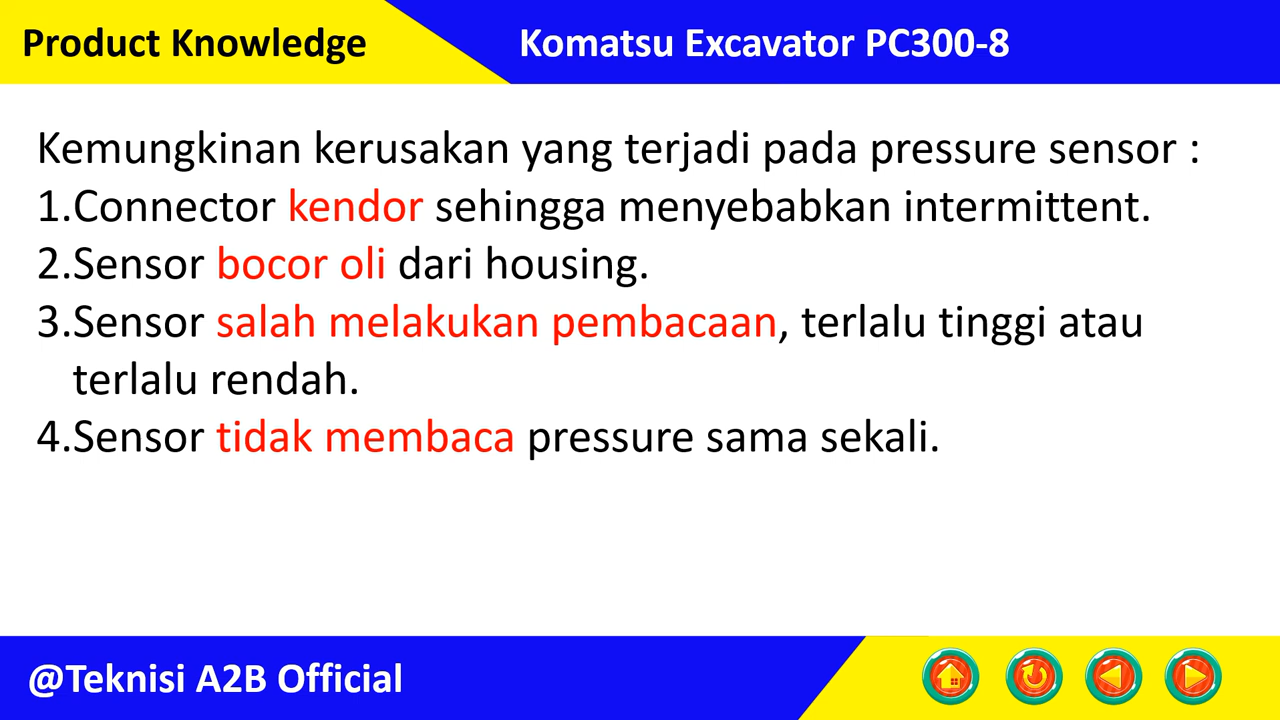 Product Knowledge
Komatsu Excavator PC300-8
Kemungkinan kerusakan yang terjadi pada pressure sensor :
1.Connector kendor sehingga menyebabkan intermittent.
2.Sensor bocor oli dari housing.
3.Sensor salah melakukan pembacaan, terlalu tinggi atau
terlalu rendah.
4.Sensor tidak membaca pressure sama sekali.
@Teknisi A2B Official